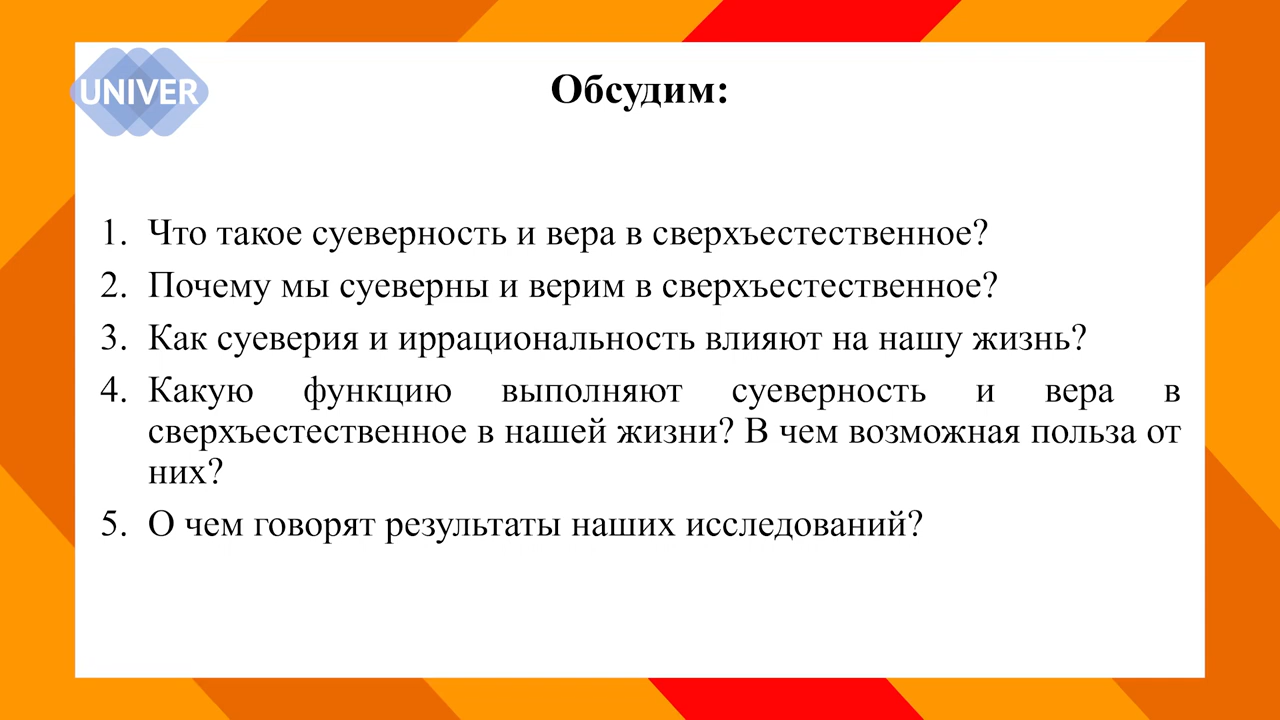 UNIVER
Обсудим:
1. Что такое суеверность и вера в сверхъестественное?
2. Почему мы суеверны и верим в сверхъестественное?
3. Как суеверия и иррациональность влияют на нашу жизнь?
4. Какую функцию выполняют суеверность и вера в
сверхъестественное в нашей жизни? В чем возможная польза от
них?
5. О чем говорят результаты наших исследований?